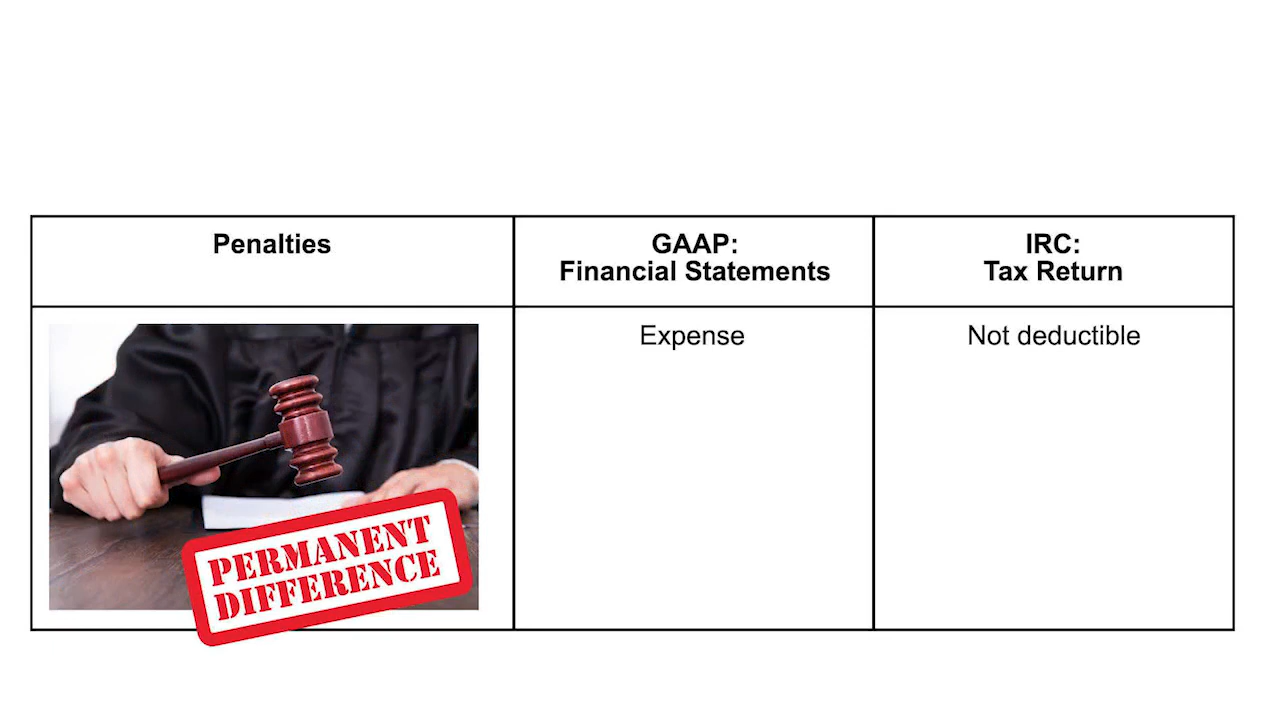 Penalties
GAAP:
Financial Statements
IRC:
Tax Return
Expense
Not deductible
PERMANENT
DIFFERENCE